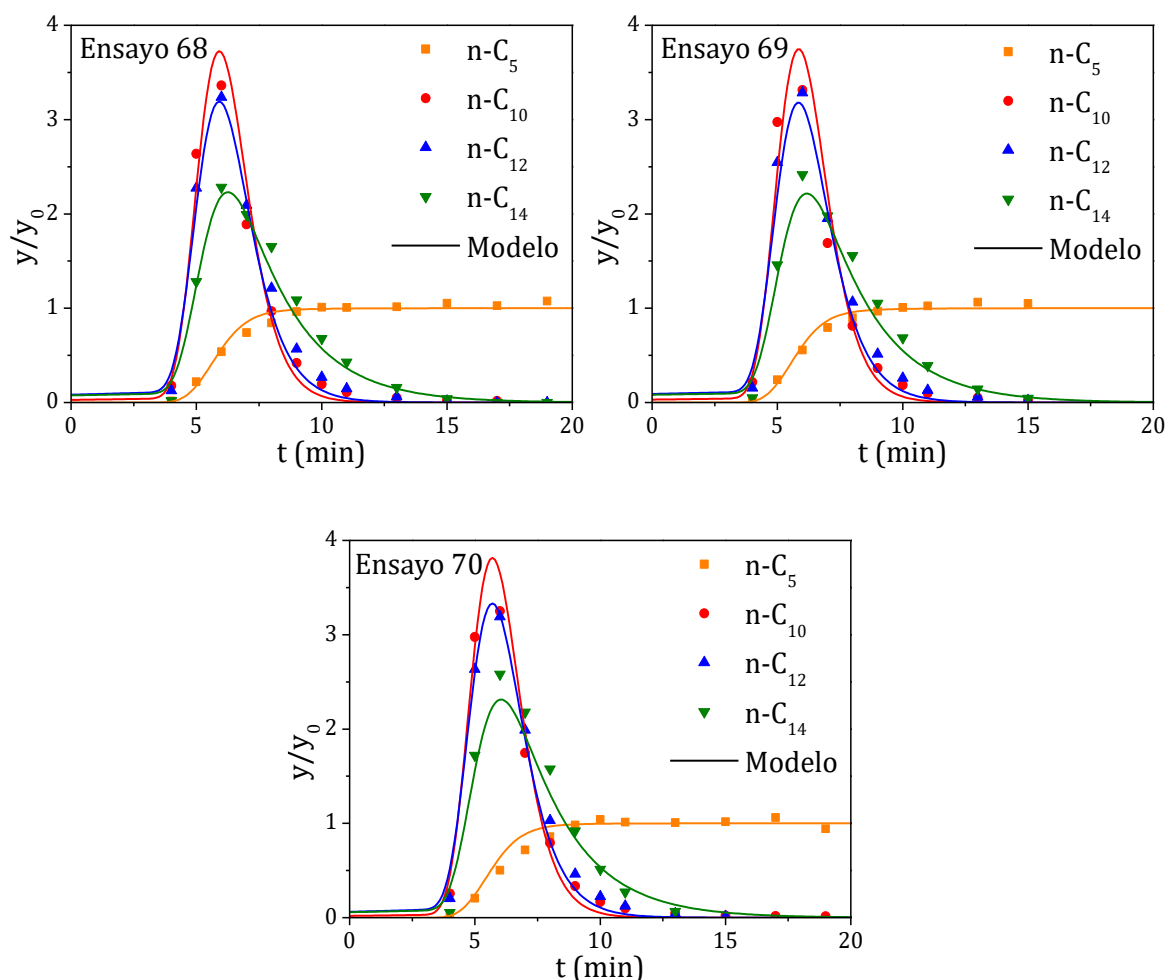 Ensayo 68
n-C₅
n-C₁₀
n-C₁₂
n-C₁₄
Modelo
y/y₀
4
3
2
1
0
0 5 10 15 20
t (min)
Ensayo 69
n-C₅
n-C₁₀
n-C₁₂
n-C₁₄
Modelo
y/y₀
4
3
2
1
0
0 5 10 15 20
t (min)
Ensayo 70
n-C₅
n-C₁₀
n-C₁₂
n-C₁₄
Modelo
y/y₀
4
3
2
1
0
0 5 10 15 20
t (min)